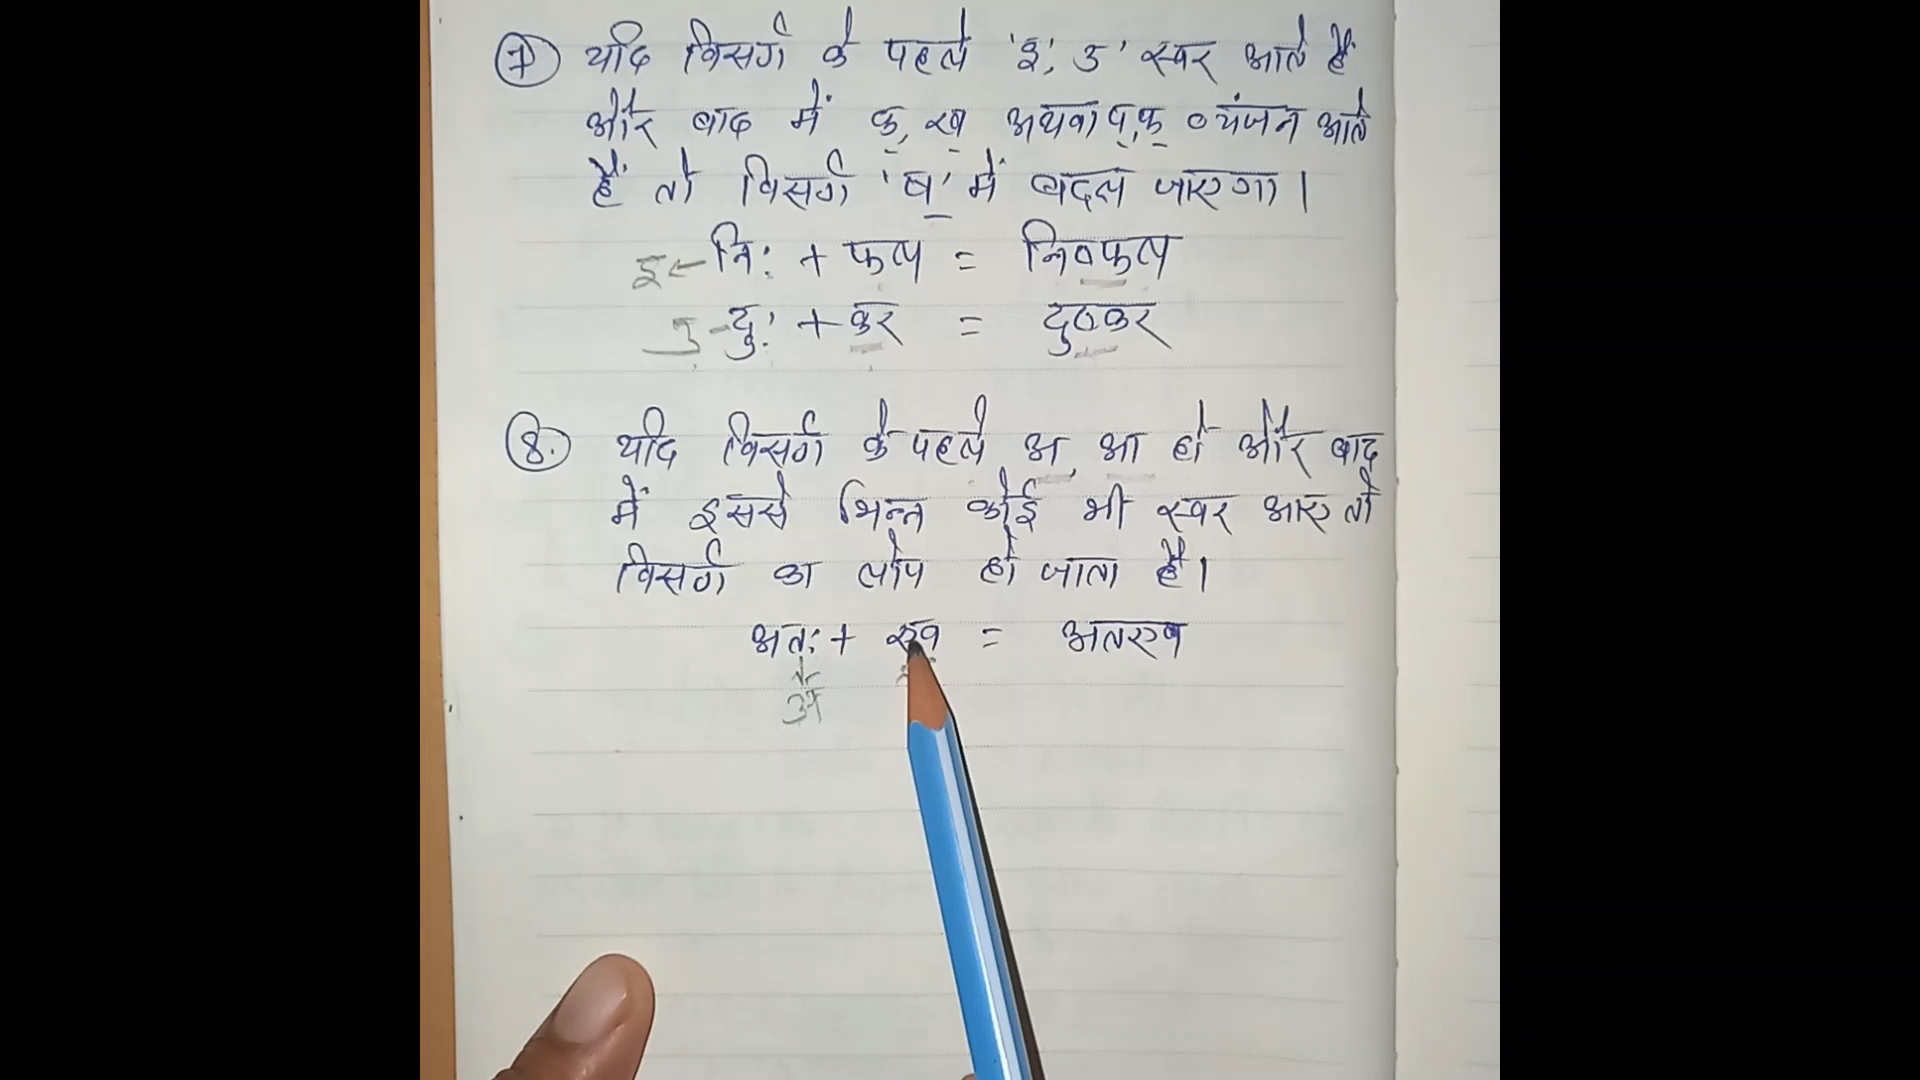 7 यदि विसर्ग के पहले 'इ, उ' स्वर आते हैं
और बाद में क, ख अथवा प, फ व्यंजन आते
हैं तो विसर्ग 'ष' में बदल जाएगा।
इ ← निः + फल = निष्फल
उ - दुः + कर = दुष्कर
8. यदि विसर्ग के पहले अ, आ हो और बाद
में इससे भिन्न कोई भी स्वर आए तो
विसर्ग का लोप हो जाता है।
अतः + एव = अतएव
अ